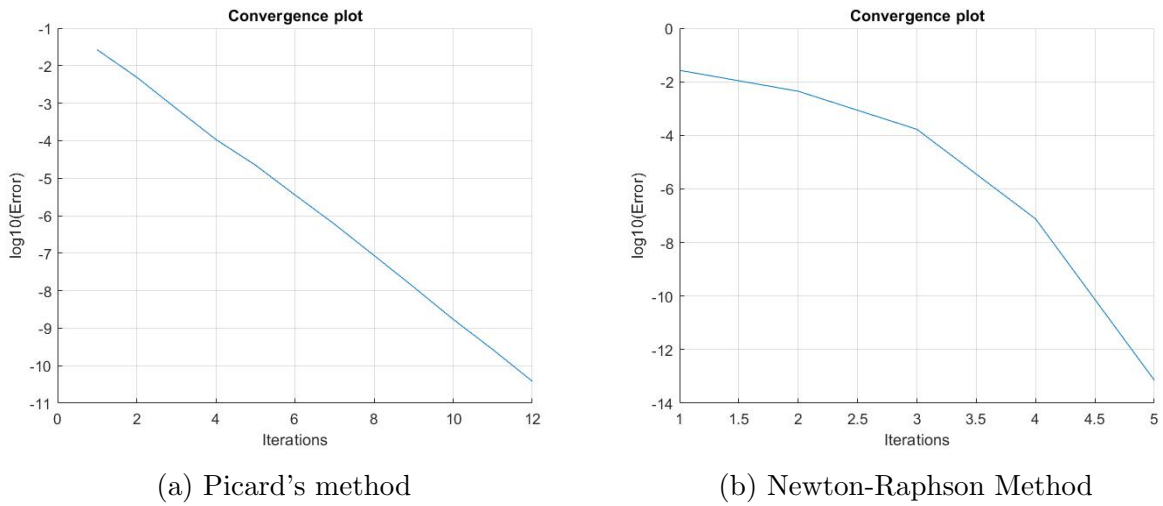 Convergence plot
-1
-2
-3
-4
-5
-6
-7
-8
-9
-10
-11
log10(Error)
0 2 4 6 8 10 12
Iterations
(a) Picard's method
Convergence plot
0
-2
-4
-6
-8
-10
-12
-14
log10(Error)
1 1.5 2 2.5 3 3.5 4 4.5 5
Iterations
(b) Newton-Raphson Method